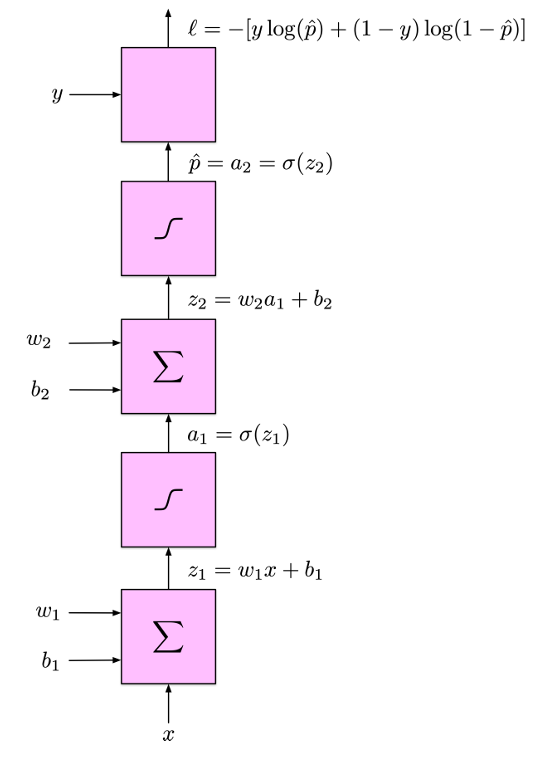 ℓ = −[y log(p̂) + (1 − y) log(1 − p̂)]
y
p̂ = a₂ = σ(z₂)
z₂ = w₂a₁ + b₂
w₂
Σ
b₂
a₁ = σ(z₁)
z₁ = w₁x + b₁
w₁
Σ
b₁
x